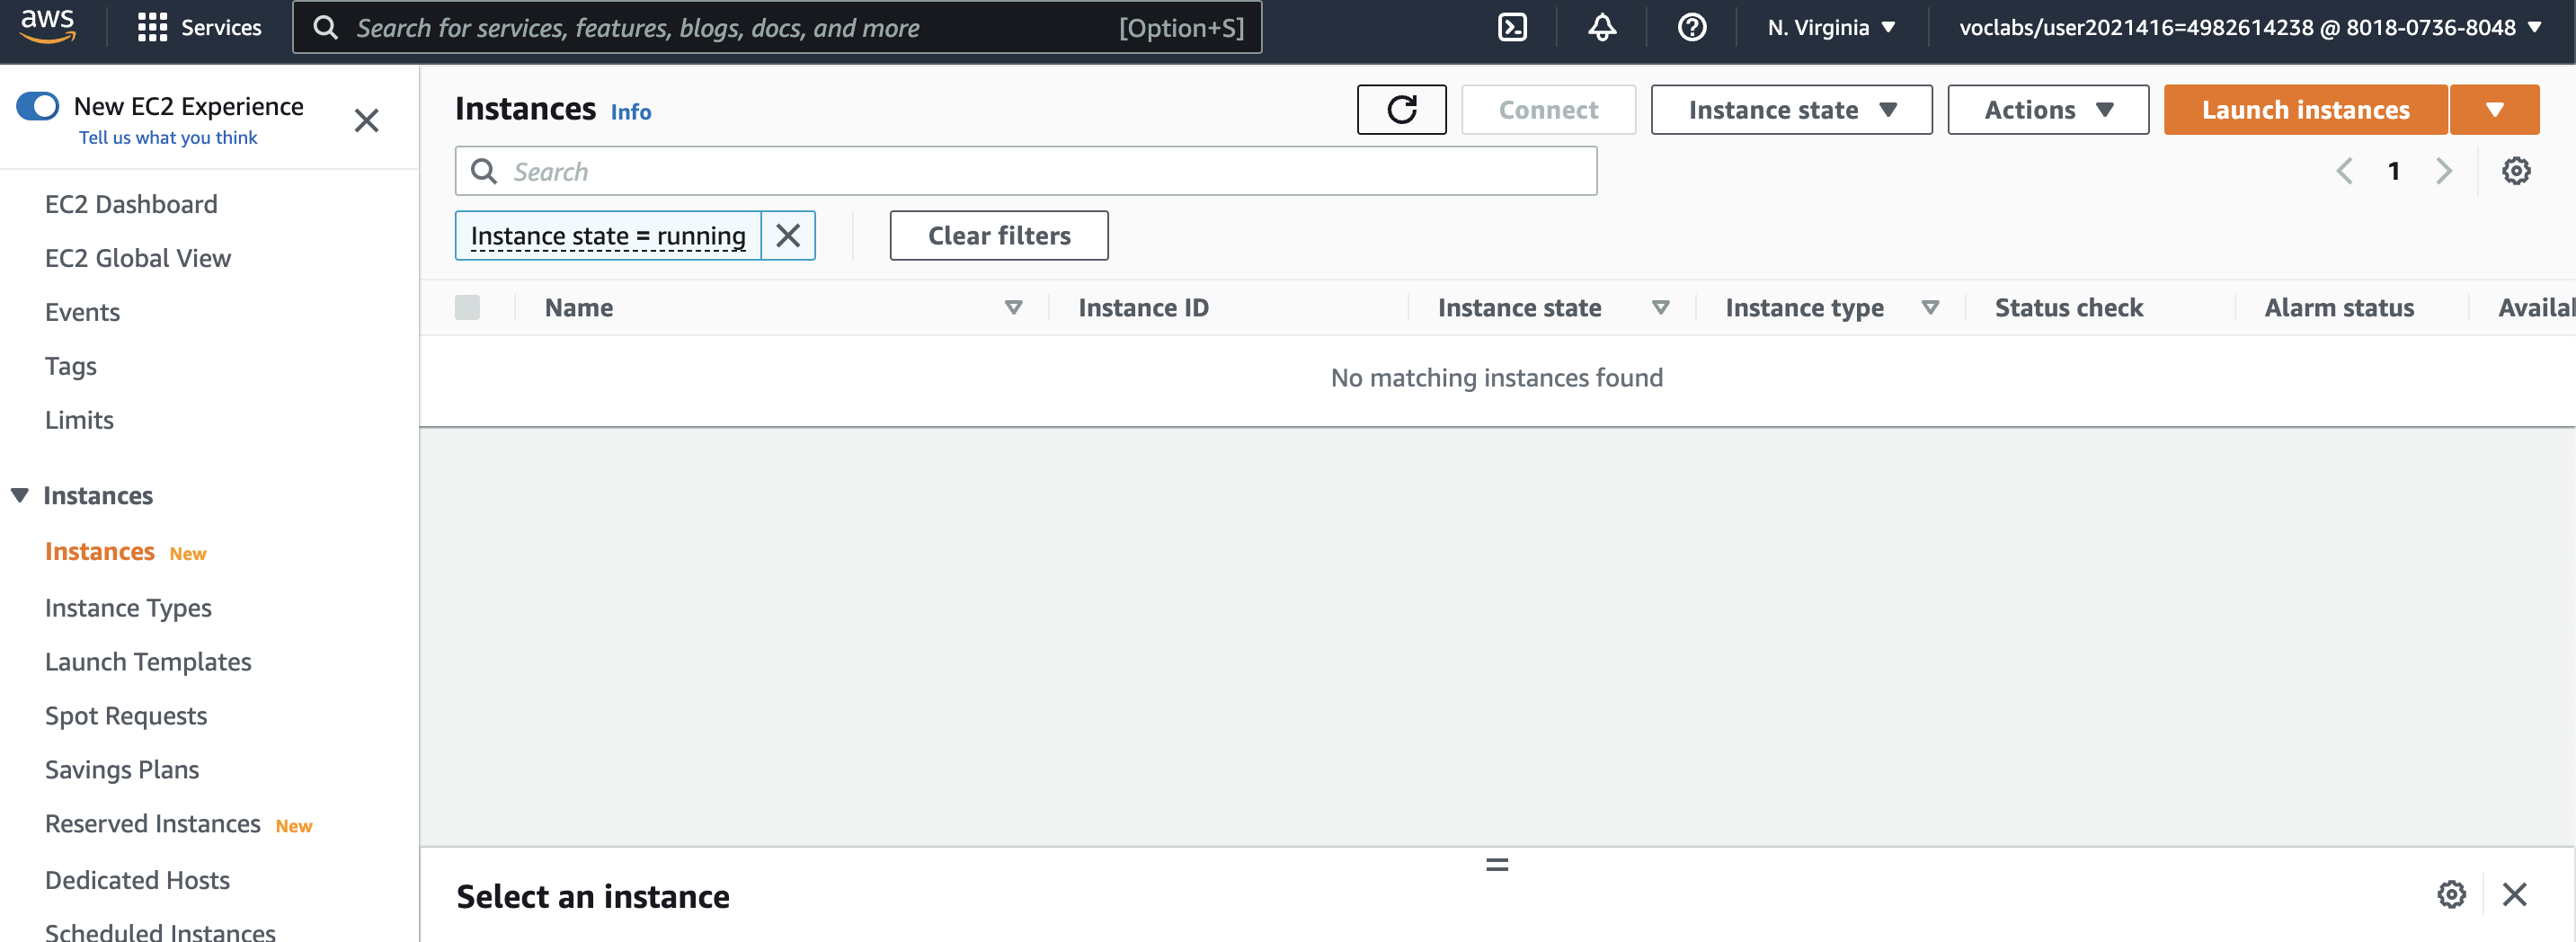 aws
Services
Search for services, features, blogs, docs, and more [Option+S]
N. Virginia
voclabs/user2021416=4982614238 @ 8018-0736-8048
New EC2 Experience
Tell us what you think
EC2 Dashboard
EC2 Global View
Events
Tags
Limits
Instances
Instances New
Instance Types
Launch Templates
Spot Requests
Savings Plans
Reserved Instances New
Dedicated Hosts
Scheduled Instances
Instances Info
Connect
Instance state
Actions
Launch instances
Search
1
Instance state = running
Clear filters
Name Instance ID Instance state Instance type Status check Alarm status Availal
No matching instances found
Select an instance